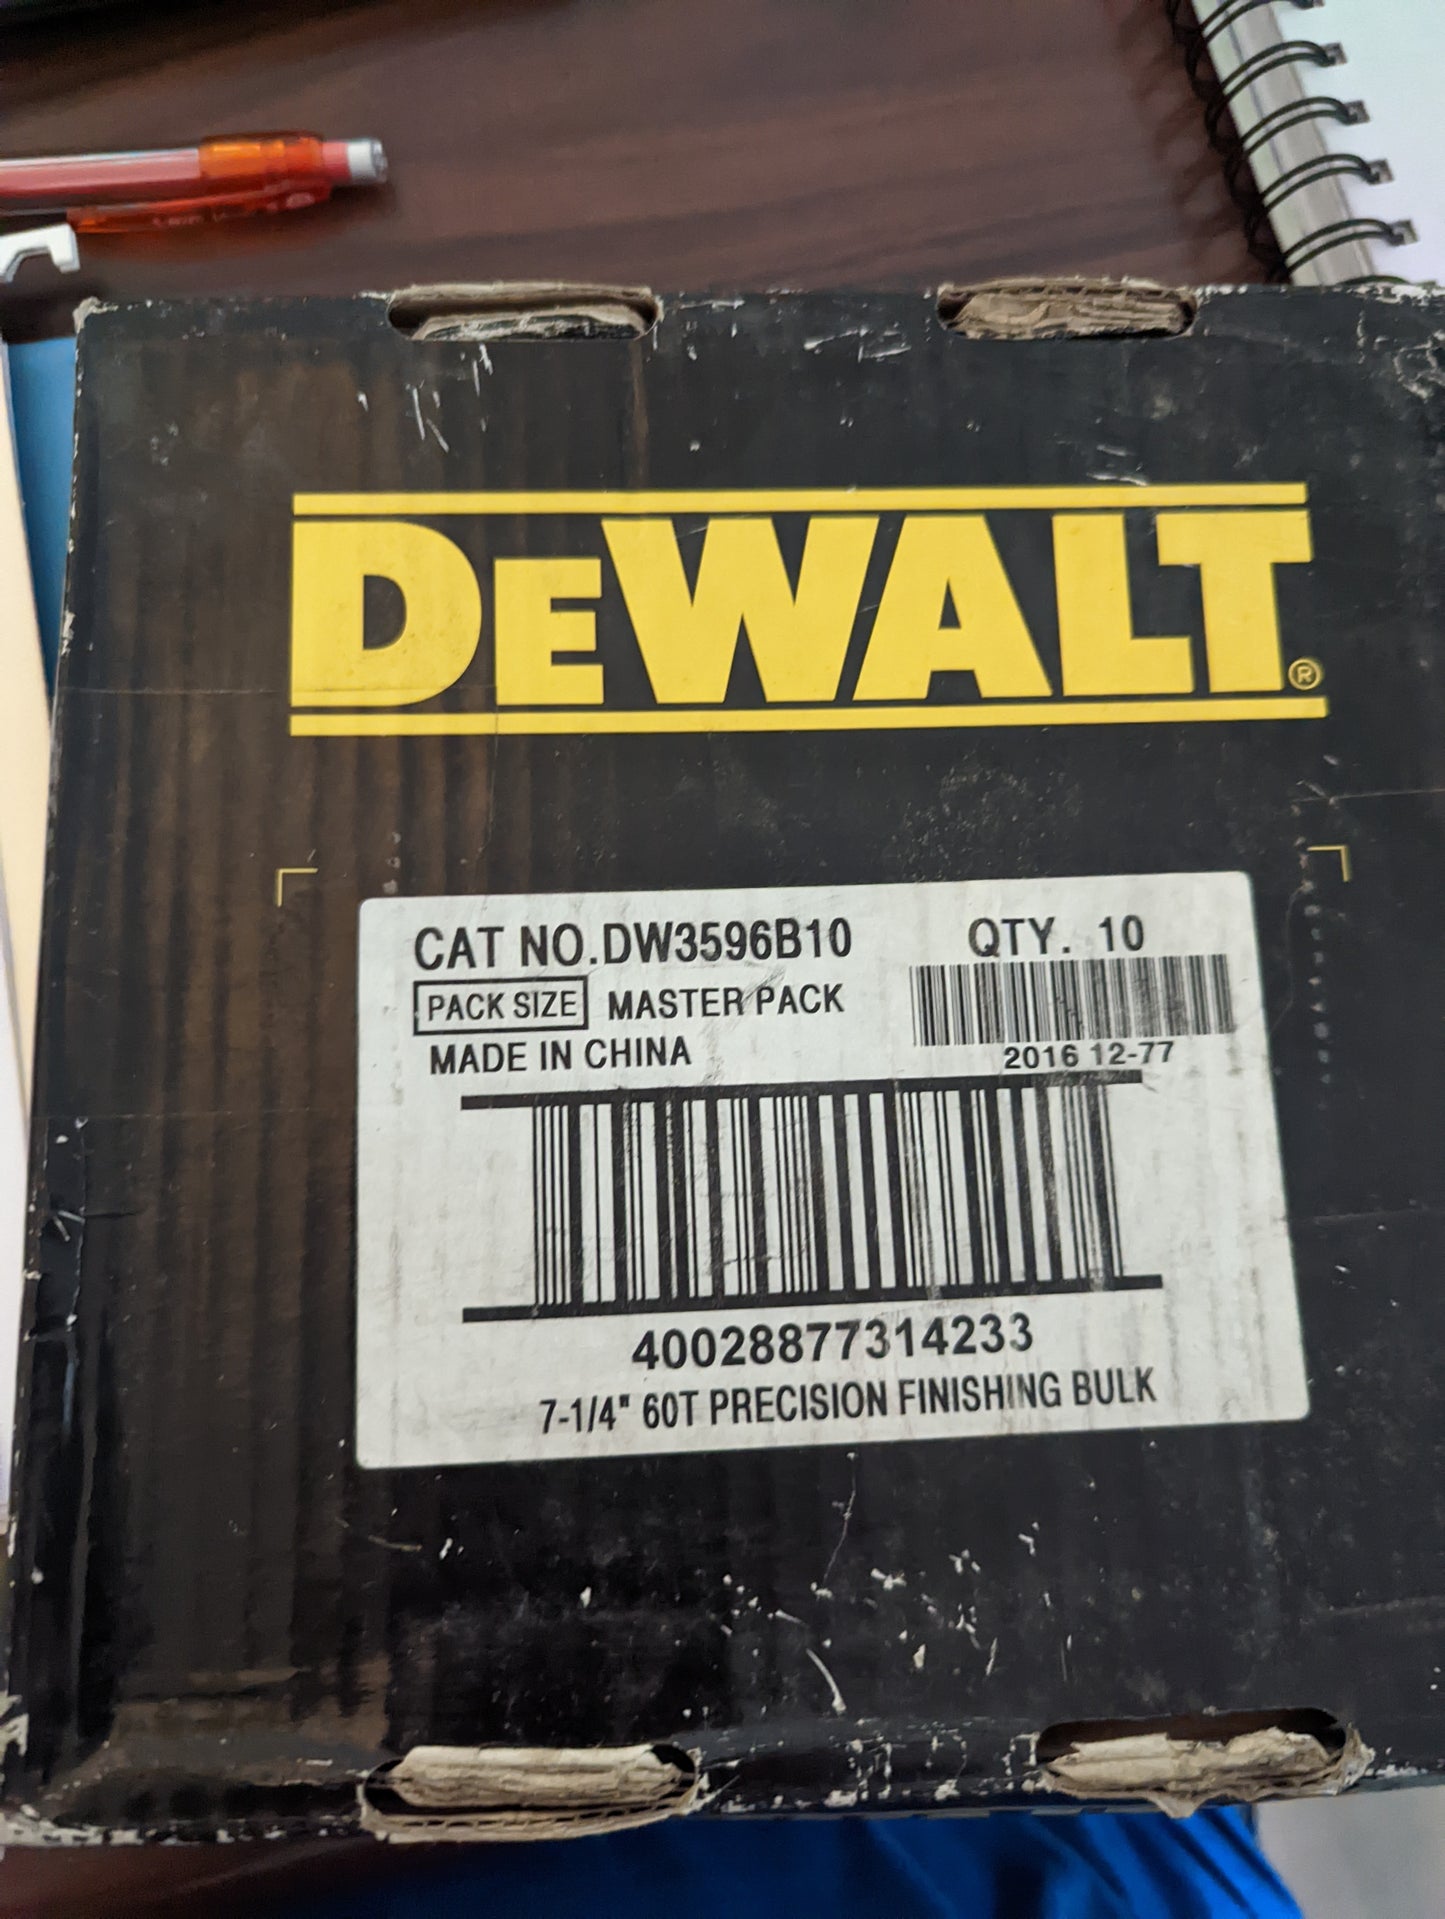 DEWALT®
CAT NO.DW3596B10
QTY. 10
PACK SIZE MASTER PACK
MADE IN CHINA
2016 12-77
40028877314233
7-1/4" 60T PRECISION FINISHING BULK